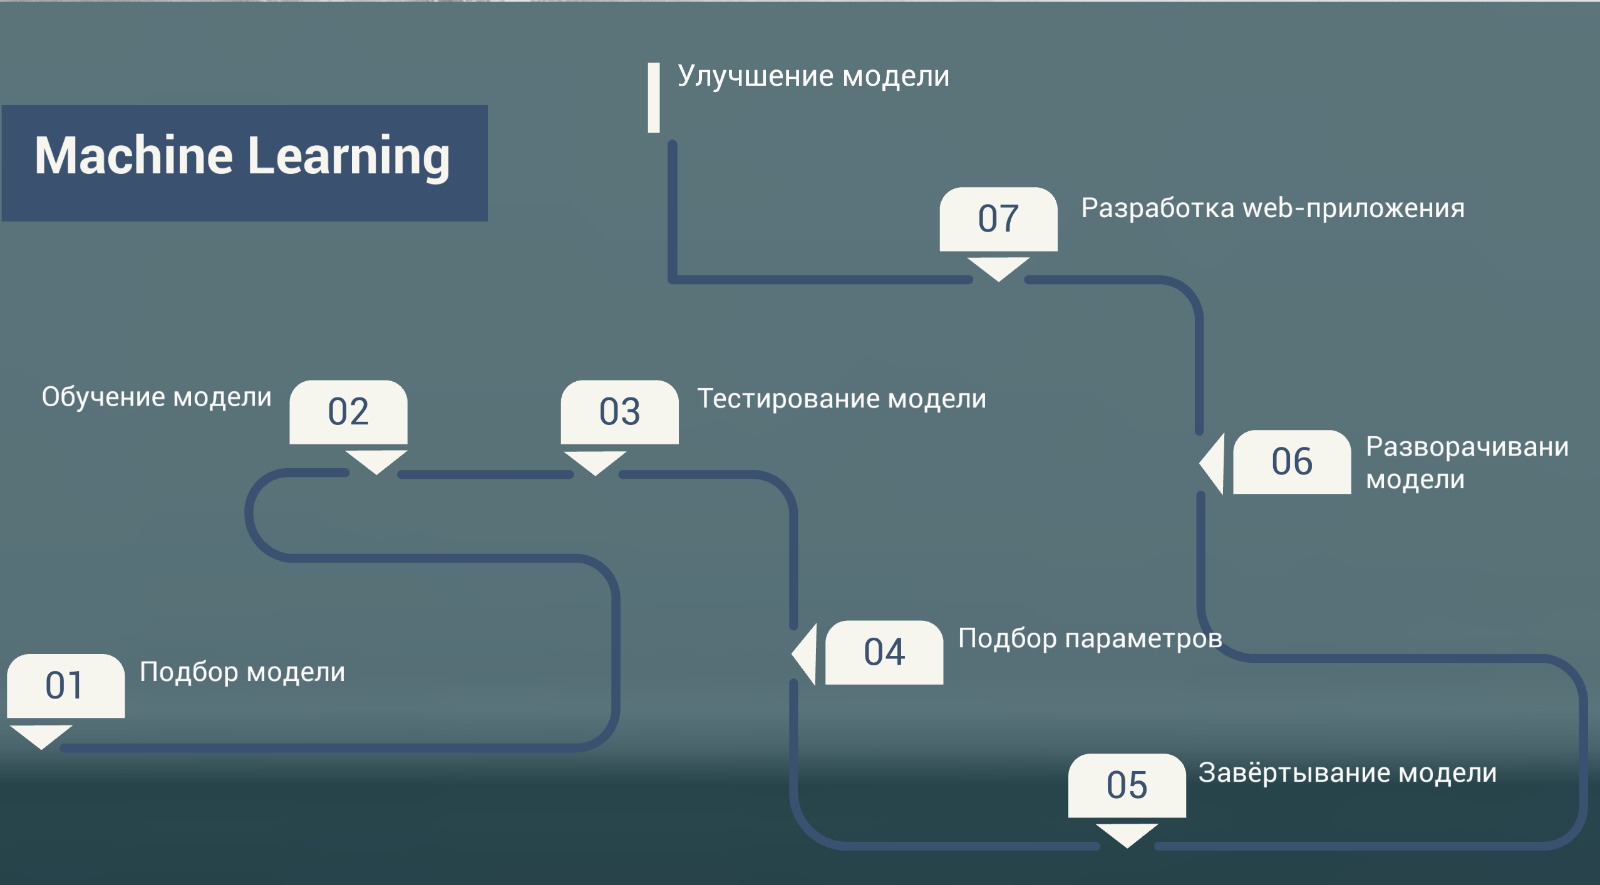 Улучшение модели
Machine Learning
07
Разработка web-приложения
Обучение модели
02
03
Тестирование модели
06
Разворачивани
модели
04
Подбор параметров
01
Подбор модели
05
Завёртывание модели